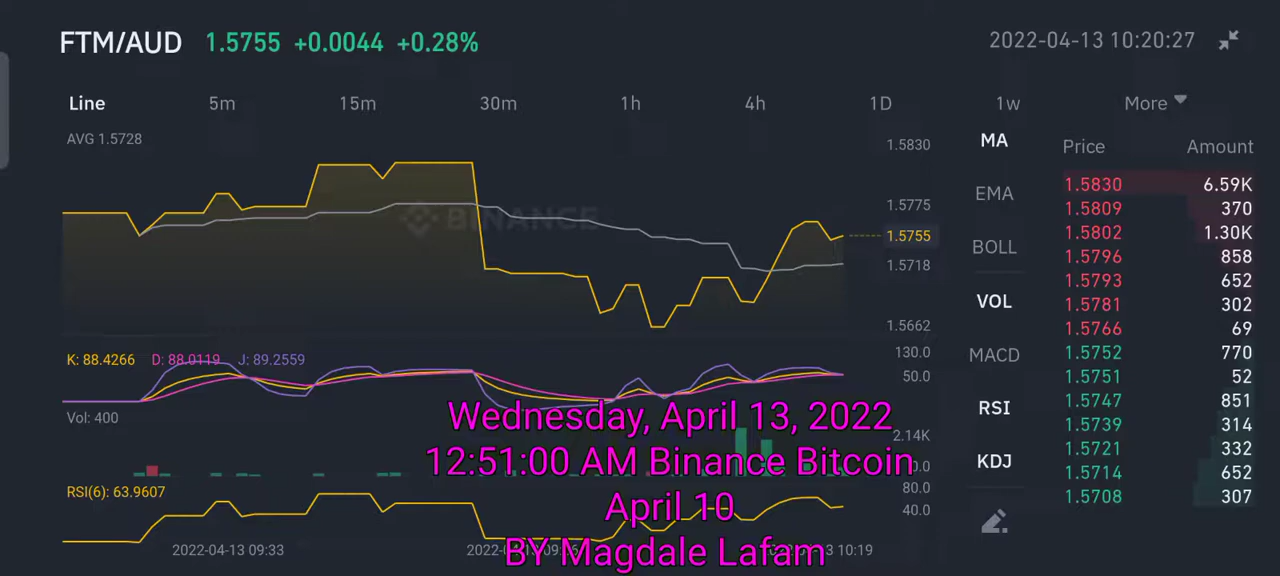 FTM/AUD 1.5755 +0.0044 +0.28% 2022-04-13 10:20:27
Line 5m 15m 30m 1h 4h 1D 1w More
AVG 1.5728
1.5830
1.5775
1.5755
1.5718
1.5662
BINANCE
K: 88.4266 D: 88.0119 J: 89.2559
130.0
50.0
Vol: 400
2.14K
RSI(6): 63.9607
80.0
40.0
2022-04-13 09:33
10:19
MA
EMA
BOLL
VOL
MACD
RSI
KDJ
Price Amount
1.5830 6.59K
1.5809 370
1.5802 1.30K
1.5796 858
1.5793 652
1.5781 302
1.5766 69
1.5752 770
1.5751 52
1.5747 851
1.5739 314
1.5721 332
1.5714 652
1.5708 307
Wednesday, April 13, 2022
12:51:00 AM Binance Bitcoin
April 10
BY Magdale Lafam